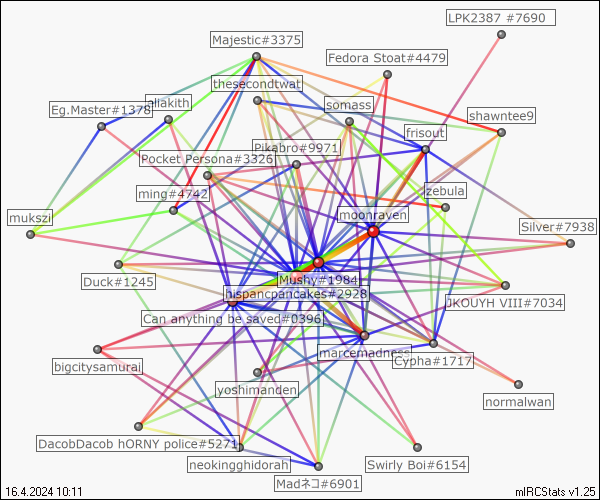 LPK2387 #7690
Majestic#3375
Fedora Stoat#4479
thesecondtwat
Eg.Master#1378
aliakith
somass
shawntee9
frisout
Pikabro#9971
Pocket Persona#3326
ming#4742
zebula
moonraven
mukszi
Silver#7938
Duck#1245
Mushy#1984
hispancpancakes#2928
JKOUYH VIII#7034
Can anything be saved#0396
marcemadness
Cypha#1717
bigcitysamurai
yoshimanden
normalwan
DacobDacob hORNY police#5271
neokingghidorah
Swirly Boi#6154
Madネコ#6901
16.4.2024 10:11
mIRCStats v1.25